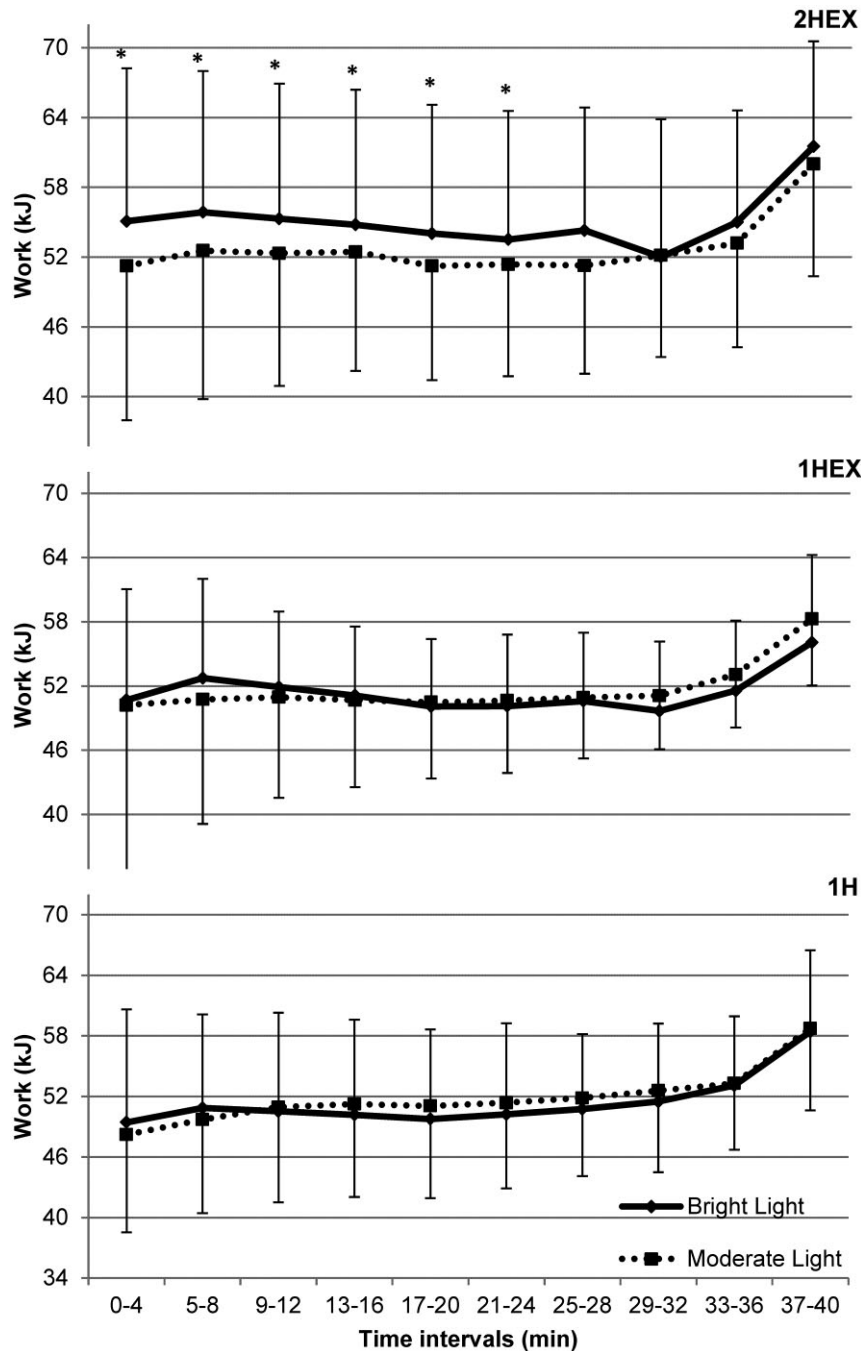 2HEX
* * * * * *
70
64
58
52
46
40
Work (kJ)
1HEX
70
64
58
52
46
40
Work (kJ)
1H
70
64
58
52
46
40
34
Work (kJ)
Bright Light
Moderate Light
0-4 5-8 9-12 13-16 17-20 21-24 25-28 29-32 33-36 37-40
Time intervals (min)